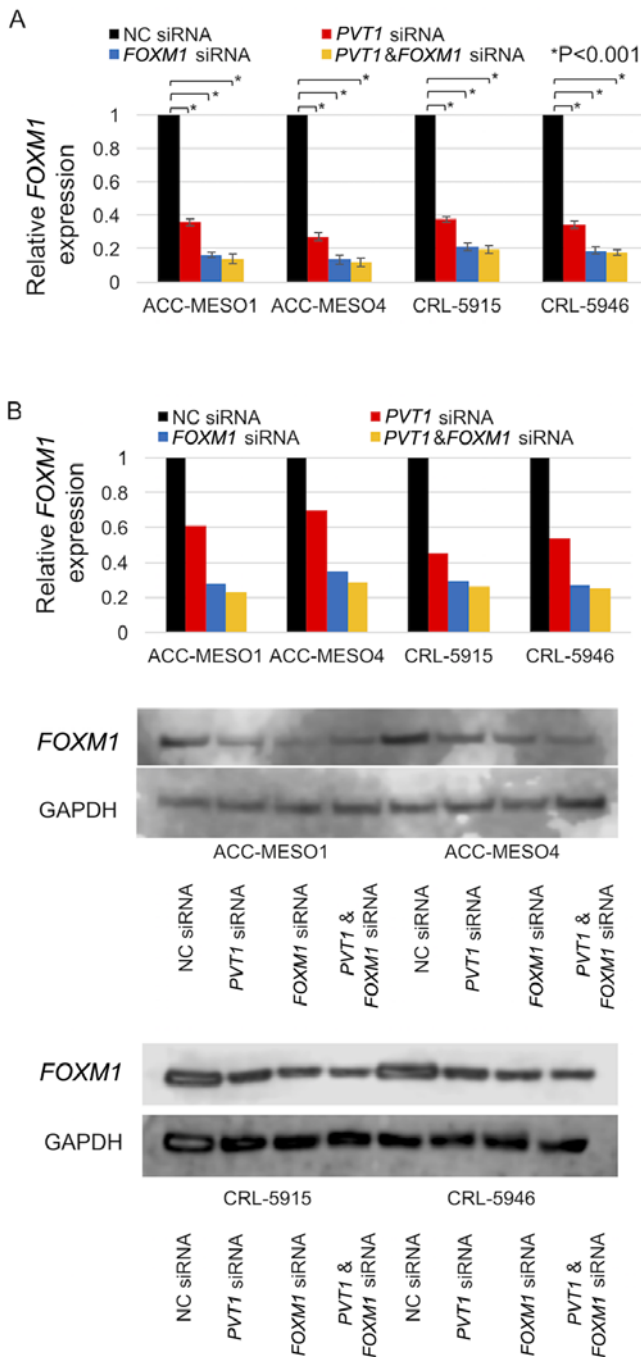 A
NC siRNA
PVT1 siRNA
FOXM1 siRNA
PVT1&FOXM1 siRNA
*P<0.001
* * * * * * * * * * * *
Relative FOXM1 expression
1
0.8
0.6
0.4
0.2
0
ACC-MESO1 ACC-MESO4 CRL-5915 CRL-5946
B
NC siRNA
PVT1 siRNA
FOXM1 siRNA
PVT1&FOXM1 siRNA
Relative FOXM1 expression
1
0.8
0.6
0.4
0.2
0
ACC-MESO1 ACC-MESO4 CRL-5915 CRL-5946
FOXM1
GAPDH
ACC-MESO1 ACC-MESO4
NC siRNA
PVT1 siRNA
FOXM1 siRNA
PVT1 &
FOXM1 siRNA
NC siRNA
PVT1 siRNA
FOXM1 siRNA
PVT1 &
FOXM1 siRNA
FOXM1
GAPDH
CRL-5915 CRL-5946
NC siRNA
PVT1 siRNA
FOXM1 siRNA
PVT1 &
FOXM1 siRNA
NC siRNA
PVT1 siRNA
FOXM1 siRNA
PVT1 &
FOXM1 siRNA